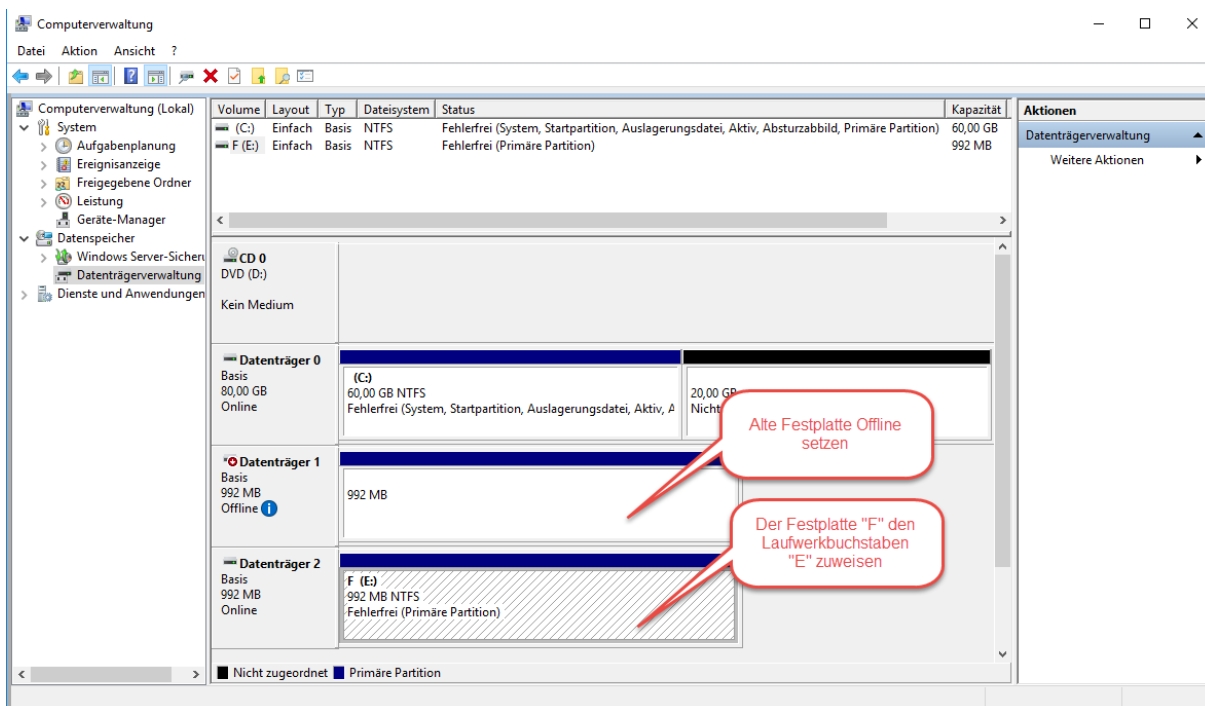 Computerverwaltung
Datei Aktion Ansicht ?
Computerverwaltung (Lokal)
System
Aufgabenplanung
Ereignisanzeige
Freigegebene Ordner
Leistung
Geräte-Manager
Datenspeicher
Windows Server-Sicheru
Datenträgerverwaltung
Dienste und Anwendungen
Volume Layout Typ Dateisystem Status Kapazität
(C:) Einfach Basis NTFS Fehlerfrei (System, Startpartition, Auslagerungsdatei, Aktiv, Absturzabbild, Primäre Partition) 60,00 GB
F (E:) Einfach Basis NTFS Fehlerfrei (Primäre Partition) 992 MB
CD 0
DVD (D:)
Kein Medium
Datenträger 0
Basis
80,00 GB
Online
(C:)
60,00 GB NTFS
Fehlerfrei (System, Startpartition, Auslagerungsdatei, Aktiv, A
20,00 GB
Nicht
Alte Festplatte Offline
setzen
Datenträger 1
Basis
992 MB
Offline
992 MB
Der Festplatte "F" den
Laufwerkbuchstaben
"E" zuweisen
Datenträger 2
Basis
992 MB
Online
F (E:)
992 MB NTFS
Fehlerfrei (Primäre Partition)
Nicht zugeordnet Primäre Partition
Aktionen
Datenträgerverwaltung
Weitere Aktionen